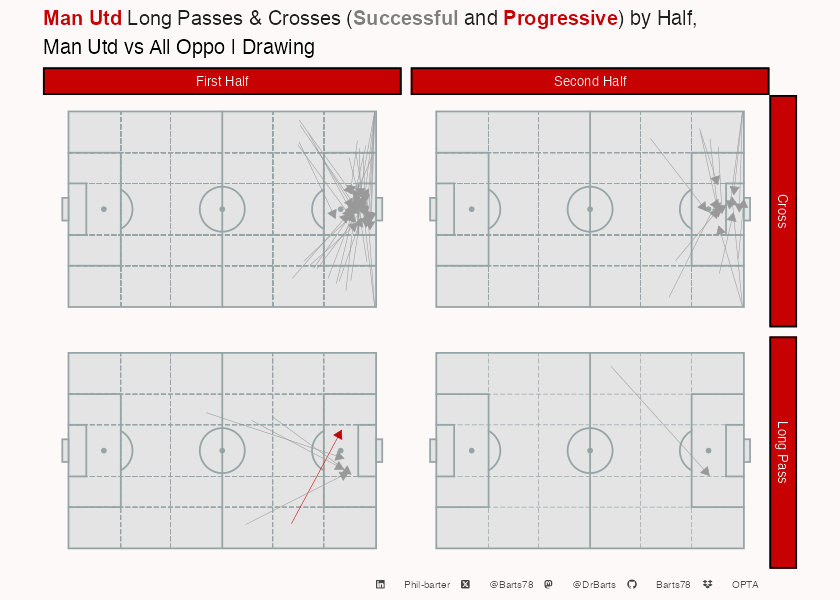 Man Utd Long Passes & Crosses (Successful and Progressive) by Half,
Man Utd vs All Oppo | Drawing
First Half
Second Half
Cross
Long Pass
Phil-barter @Barts78 @DrBarts Barts78 OPTA